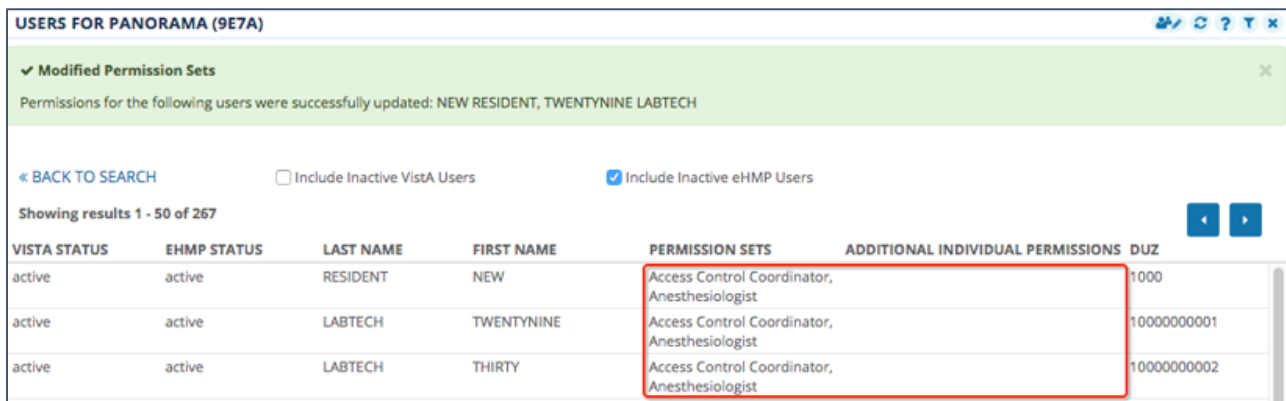 USERS FOR PANORAMA (9E7A)
✔ Modified Permission Sets
Permissions for the following users were successfully updated: NEW RESIDENT, TWENTYNINE LABTECH
« BACK TO SEARCH Include Inactive VistA Users Include Inactive eHMP Users
Showing results 1 - 50 of 267
VISTA STATUS EHMP STATUS LAST NAME FIRST NAME PERMISSION SETS ADDITIONAL INDIVIDUAL PERMISSIONS DUZ
active active RESIDENT NEW Access Control Coordinator, 1000
Anesthesiologist
active active LABTECH TWENTYNINE Access Control Coordinator, 10000000001
Anesthesiologist
active active LABTECH THIRTY Access Control Coordinator, 10000000002
Anesthesiologist